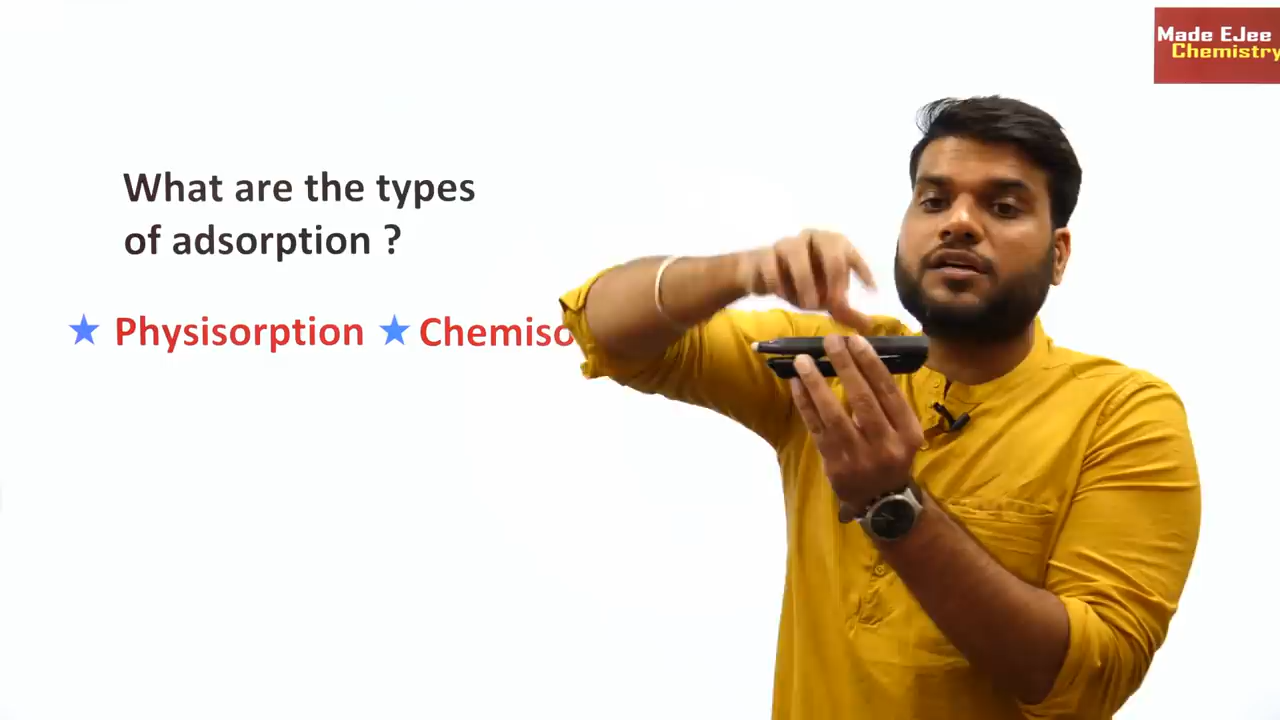 Made EJee
Chemistry
What are the types
of adsorption ?
★ Physisorption ★ Chemiso